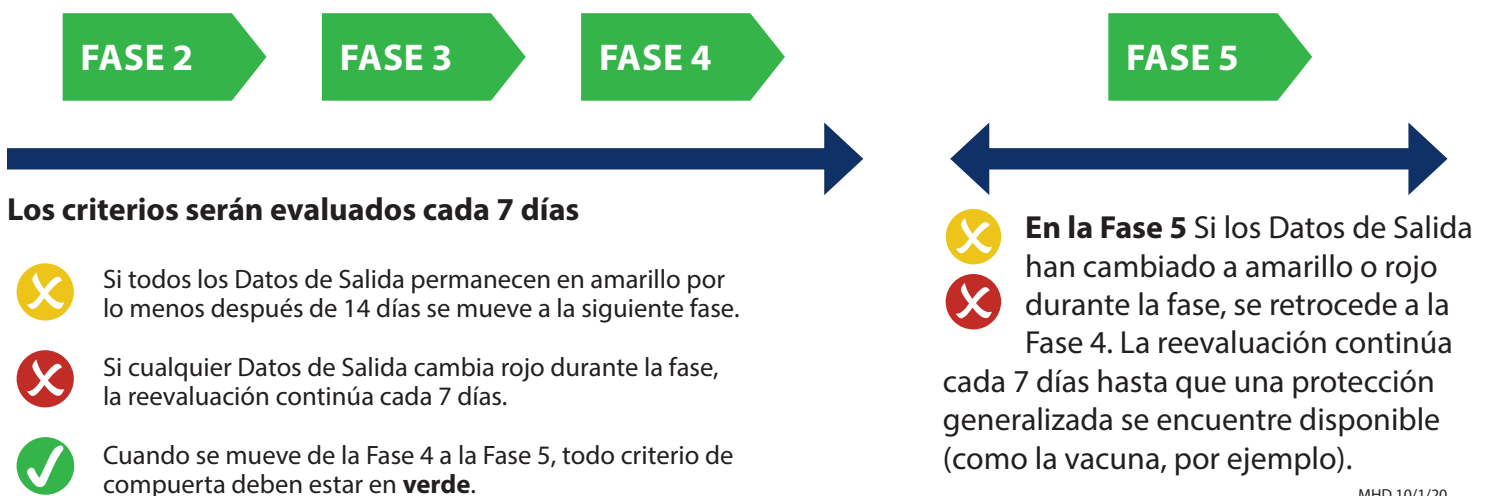 FASE 2
FASE 3
FASE 4
FASE 5
Los criterios serán evaluados cada 7 días
Si todos los Datos de Salida permanecen en amarillo por
lo menos después de 14 días se mueve a la siguiente fase.
Si cualquier Datos de Salida cambia rojo durante la fase,
la reevaluación continúa cada 7 días.
Cuando se mueve de la Fase 4 a la Fase 5, todo criterio de
compuerta deben estar en verde.
En la Fase 5 Si los Datos de Salida
han cambiado a amarillo o rojo
durante la fase, se retrocede a la
Fase 4. La reevaluación continúa
cada 7 días hasta que una protección
generalizada se encuentre disponible
(como la vacuna, por ejemplo).
MHD 10/1/20